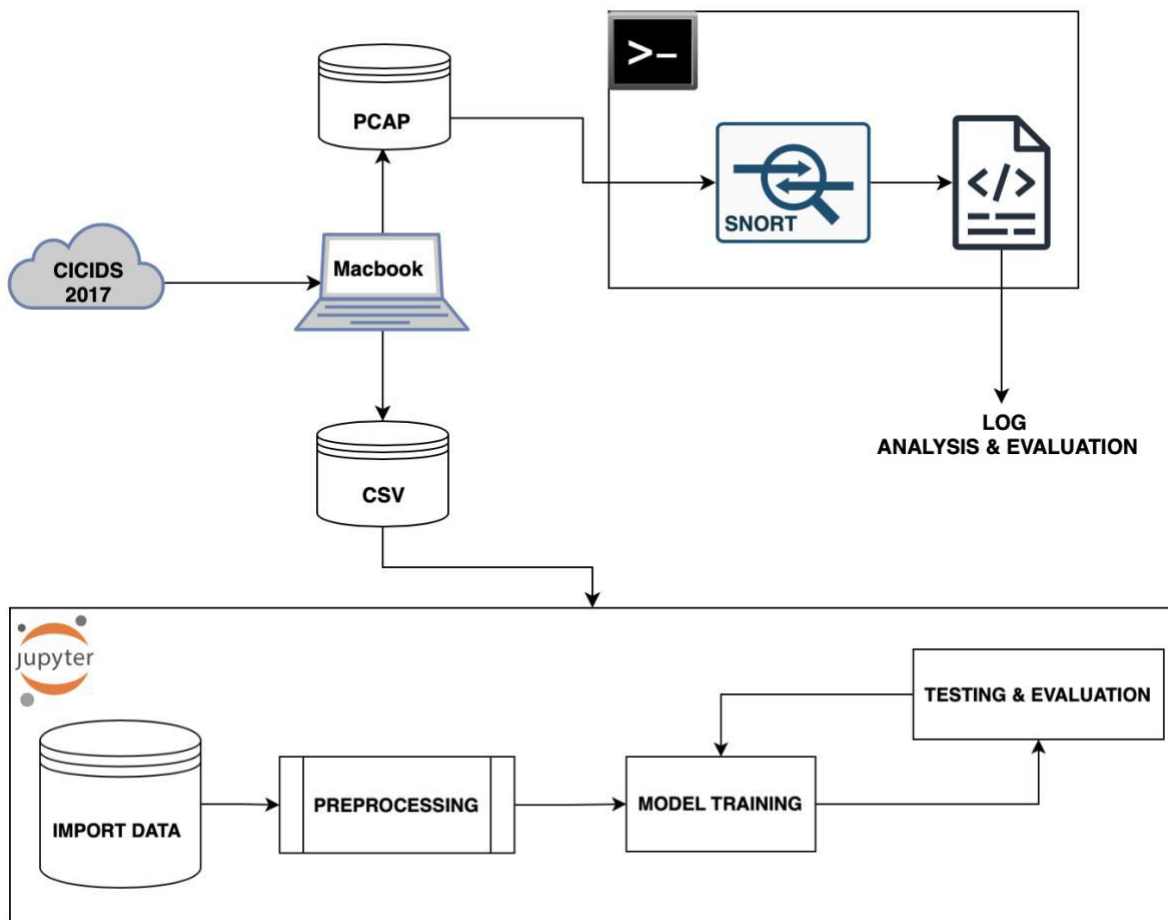 >-
PCAP
</>
SNORT
CICIDS
2017
Macbook
LOG
ANALYSIS & EVALUATION
CSV
jupyter
TESTING & EVALUATION
IMPORT DATA
PREPROCESSING
MODEL TRAINING